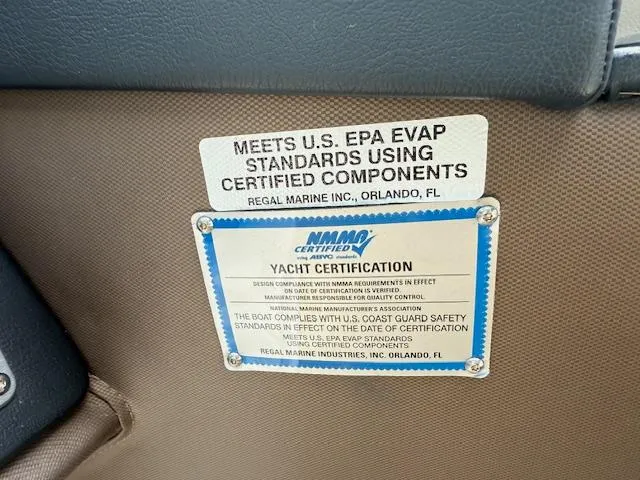 MEETS U.S. EPA EVAP
STANDARDS USING
CERTIFIED COMPONENTS
REGAL MARINE INC., ORLANDO, FL
NMMA
CERTIFIED
using ABYC standards
YACHT CERTIFICATION
DESIGN COMPLIANCE WITH NMMA REQUIREMENTS IN EFFECT
ON DATE OF CERTIFICATION IS VERIFIED.
MANUFACTURER RESPONSIBLE FOR QUALITY CONTROL.
NATIONAL MARINE MANUFACTURER'S ASSOCIATION
THE BOAT COMPLIES WITH U.S. COAST GUARD SAFETY
STANDARDS IN EFFECT ON THE DATE OF CERTIFICATION
MEETS U.S. EPA EVAP STANDARDS
USING CERTIFIED COMPONENTS
REGAL MARINE INDUSTRIES, INC. ORLANDO, FL